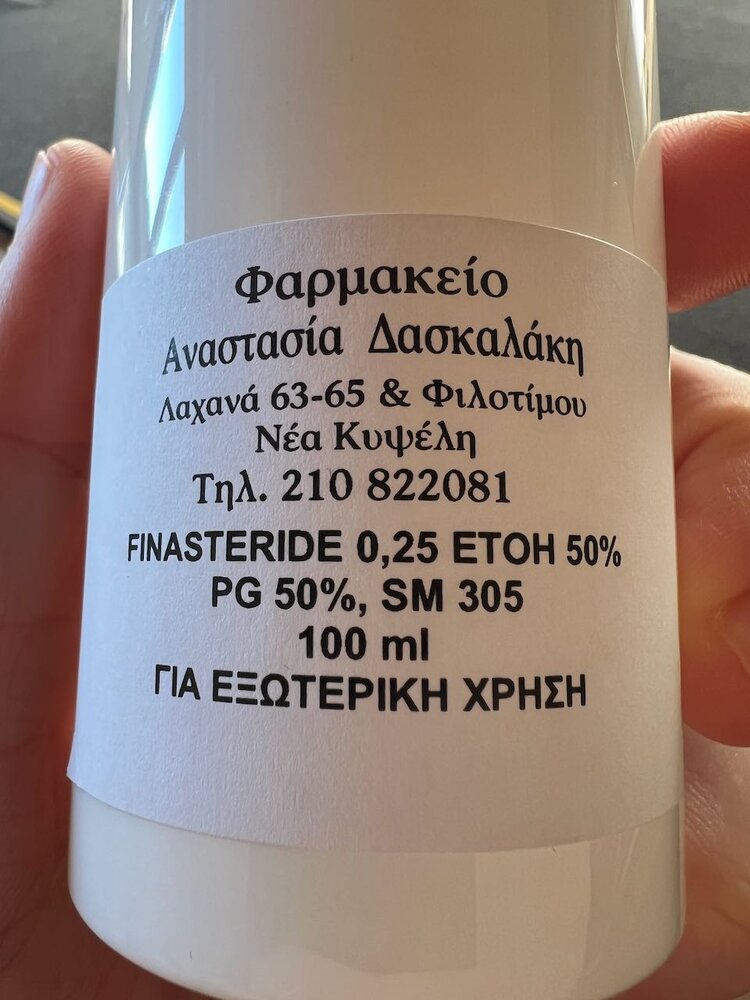 Φαρμακείο
Αναστασία Δασκαλάκη
Λαχανά 63-65 & Φιλοτίμου
Νέα Κυψέλη
Τηλ. 210 822081
FINASTERIDE 0,25 ETOH 50%
PG 50%, SM 305
100 ml
ΓΙΑ ΕΞΩΤΕΡΙΚΗ ΧΡΗΣΗ